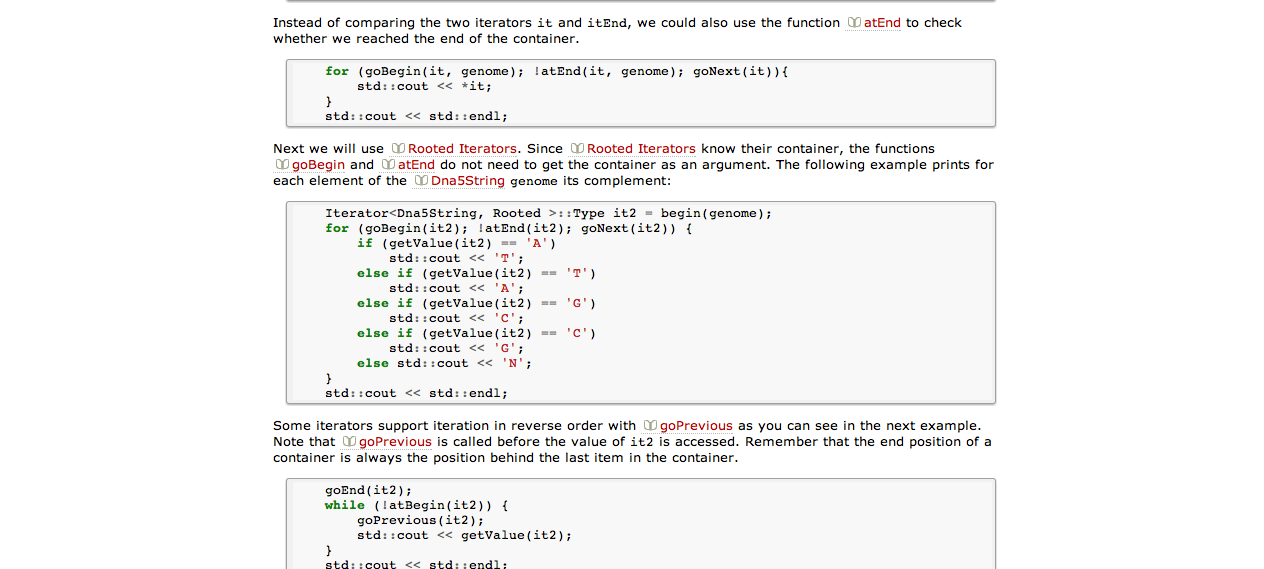 Instead of comparing the two iterators it and itEnd, we could also use the function atEnd to check
whether we reached the end of the container.
for (goBegin(it, genome); !atEnd(it, genome); goNext(it)){
std::cout << *it;
}
std::cout << std::endl;
Next we will use Rooted Iterators. Since Rooted Iterators know their container, the functions
goBegin and atEnd do not need to get the container as an argument. The following example prints for
each element of the Dna5String genome its complement:
Iterator<Dna5String, Rooted >::Type it2 = begin(genome);
for (goBegin(it2); !atEnd(it2); goNext(it2)) {
if (getValue(it2) == 'A')
std::cout << 'T';
else if (getValue(it2) == 'T')
std::cout << 'A';
else if (getValue(it2) == 'G')
std::cout << 'C';
else if (getValue(it2) == 'C')
std::cout << 'G';
else std::cout << 'N';
}
std::cout << std::endl;
Some iterators support iteration in reverse order with goPrevious as you can see in the next example.
Note that goPrevious is called before the value of it2 is accessed. Remember that the end position of a
container is always the position behind the last item in the container.
goEnd(it2);
while (!atBegin(it2)) {
goPrevious(it2);
std::cout << getValue(it2);
}
std::cout << std::endl;